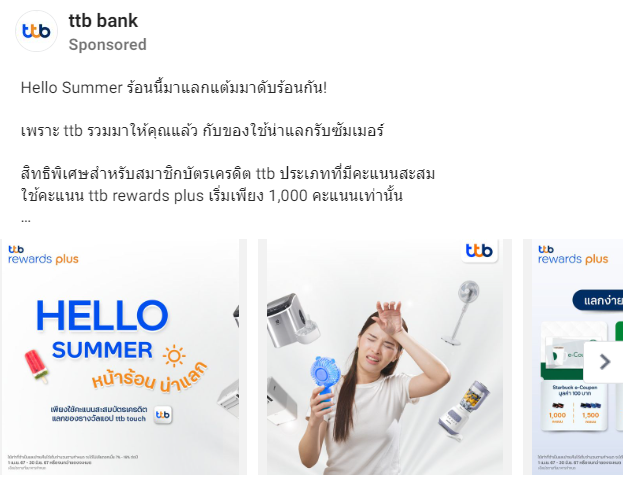 ttb
ttb bank
Sponsored
Hello Summer ร้อนนี้มาแลกแต้มมาดับร้อนกัน!
เพราะ ttb รวมมาให้คุณแล้ว กับของใช้น่าแลกรับซัมเมอร์
สิทธิพิเศษสำหรับสมาชิกบัตรเครดิต ttb ประเภทที่มีคะแนนสะสม
ใช้คะแนน ttb rewards plus เริ่มเพียง 1,000 คะแนนเท่านั้น
...
ttb
rewards plus
HELLO
SUMMER
หน้าร้อน น่าแลก
เพียงใช้คะแนนสะสมบัตรเครดิต
แลกของรางวัลแอป ttb touch
ttb
ttb
ttb
rewards plus
แลกง่าย
e-Cou
Starbuck e-Coupon
มูลค่า 100 บาท
1,000
1,500